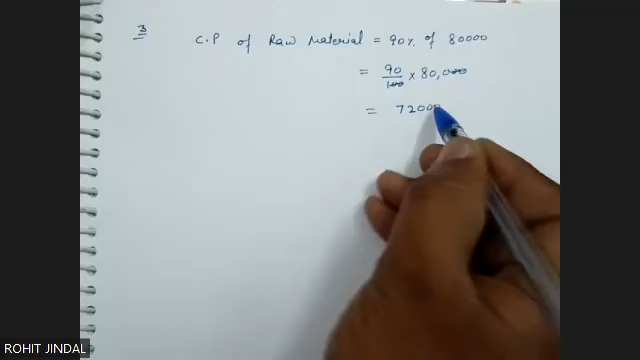 3 C.P of Raw Material = 90% of 80000
= 90/100 × 80,000
= 72000
ROHIT JINDAL